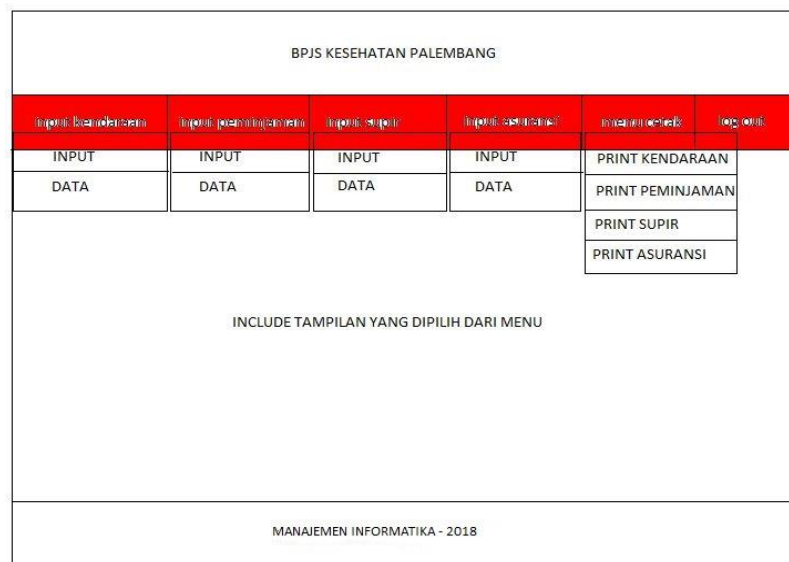 BPJS KESEHATAN PALEMBANG
input kendaraan input peminjaman input supir input asuransi menu cetak log out
INPUT INPUT INPUT INPUT PRINT KENDARAAN
DATA DATA DATA DATA PRINT PEMINJAMAN
PRINT SUPIR
PRINT ASURANSI
INCLUDE TAMPILAN YANG DIPILIH DARI MENU
MANAJEMEN INFORMATIKA - 2018